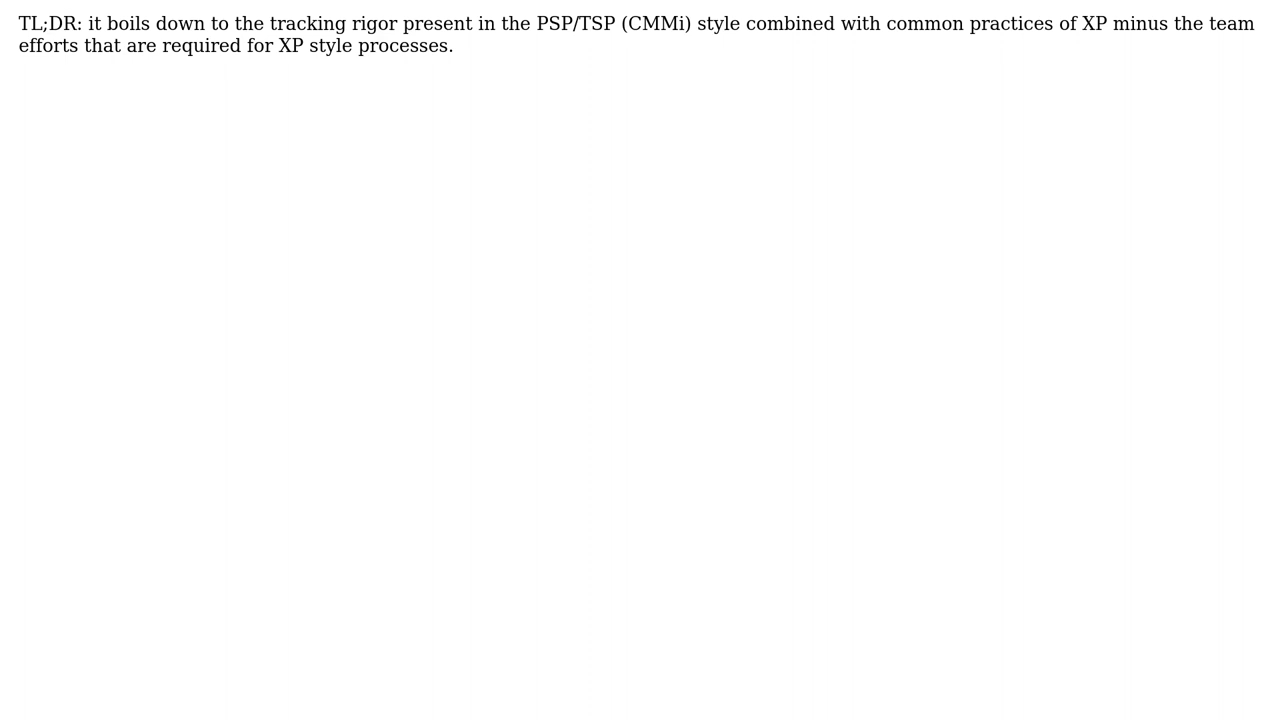 TL;DR: it boils down to the tracking rigor present in the PSP/TSP (CMMi) style combined with common practices of XP minus the team
efforts that are required for XP style processes.